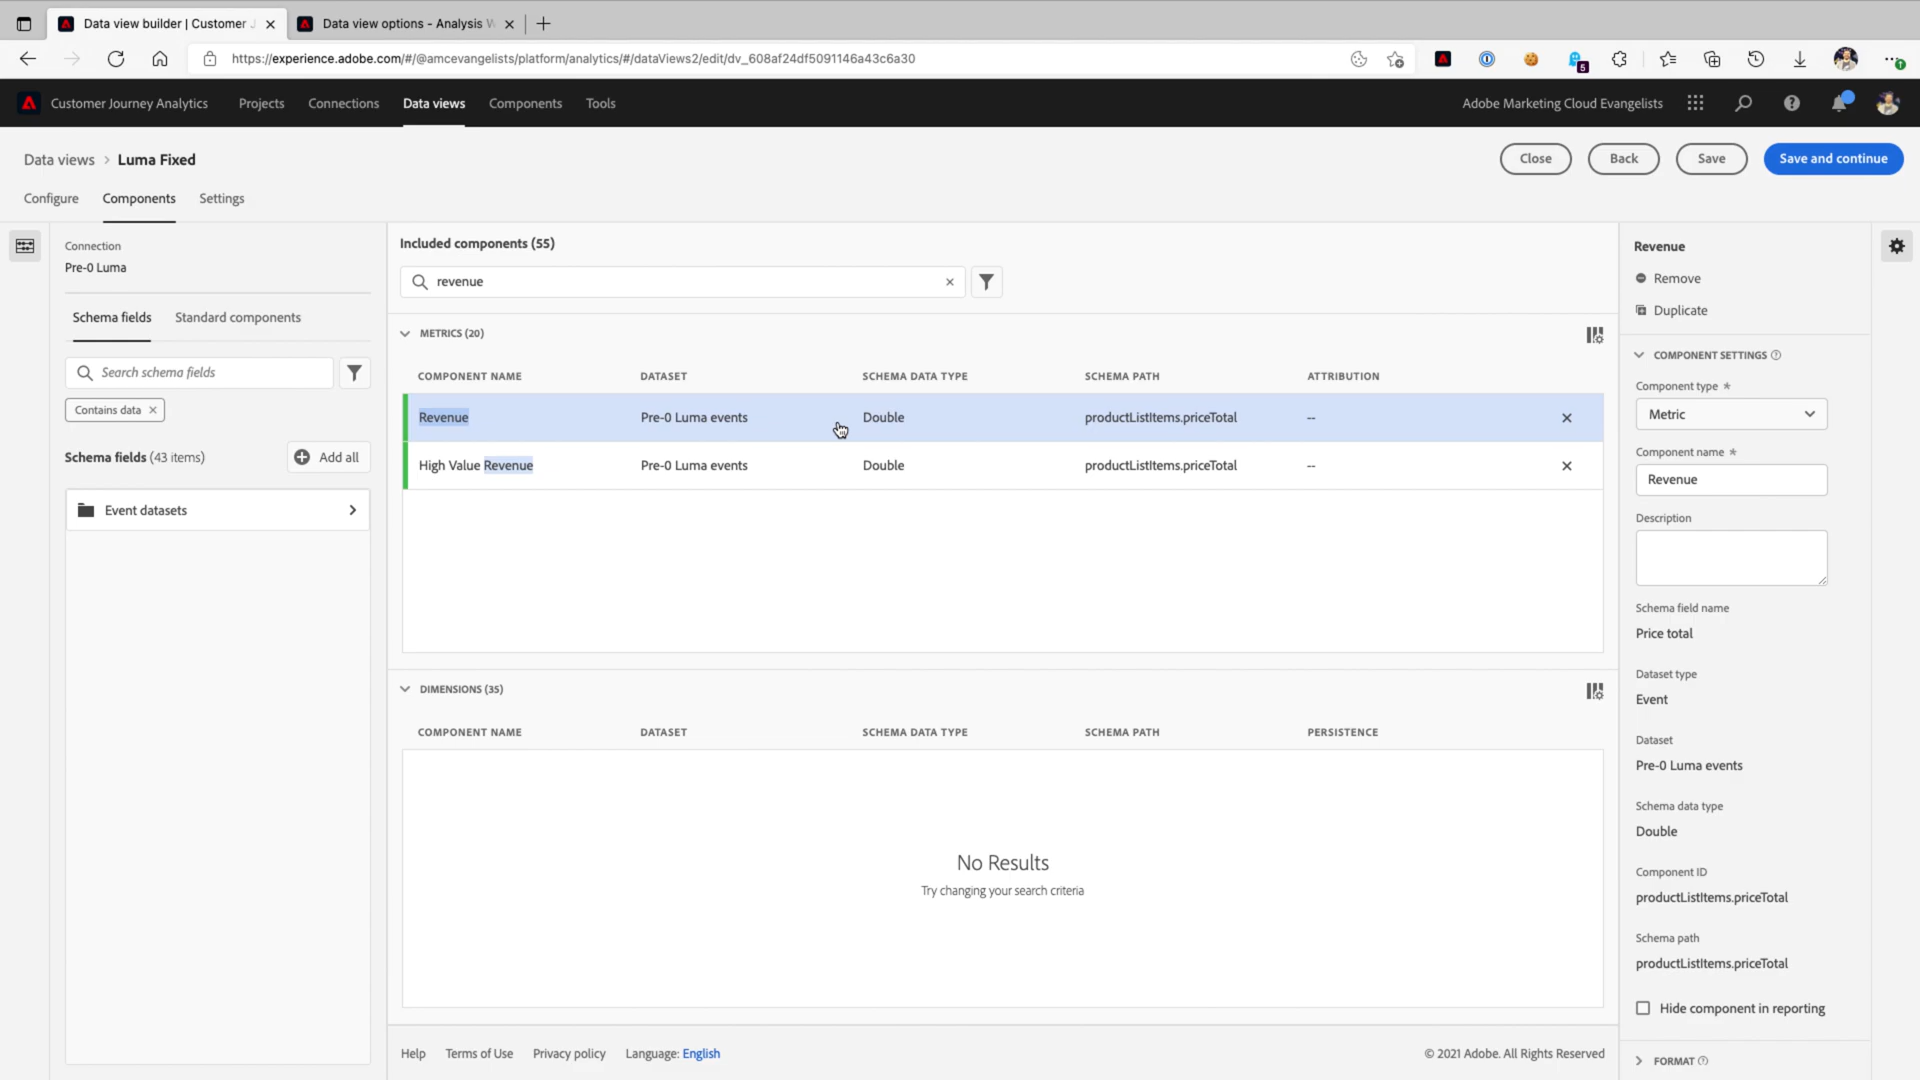 Data view builder | Customer J
Data view options - Analysis W
https://experience.adobe.com/#/@amcevangelists/platform/analytics/#/dataViews2/edit/dv_608af24df5091146a43c6a30
5
Customer Journey Analytics
Projects
Connections
Data views
Components
Tools
Adobe Marketing Cloud Evangelists
Data views > Luma Fixed
Close
Back
Save
Save and continue
Configure
Components
Settings
Connection
Pre-0 Luma
Schema fields
Standard components
Search schema fields
Contains data
Schema fields (43 items)
Add all
Event datasets
Included components (55)
revenue
METRICS (20)
COMPONENT NAME DATASET SCHEMA DATA TYPE SCHEMA PATH ATTRIBUTION
Revenue Pre-0 Luma events Double productListItems.priceTotal --
High Value Revenue Pre-0 Luma events Double productListItems.priceTotal --
DIMENSIONS (35)
COMPONENT NAME DATASET SCHEMA DATA TYPE SCHEMA PATH PERSISTENCE
No Results
Try changing your search criteria
Help Terms of Use Privacy policy Language: English
© 2021 Adobe. All Rights Reserved
Revenue
Remove
Duplicate
COMPONENT SETTINGS
Component type *
Metric
Component name *
Revenue
Description
Schema field name
Price total
Dataset type
Event
Dataset
Pre-0 Luma events
Schema data type
Double
Component ID
productListItems.priceTotal
Schema path
productListItems.priceTotal
Hide component in reporting
FORMAT